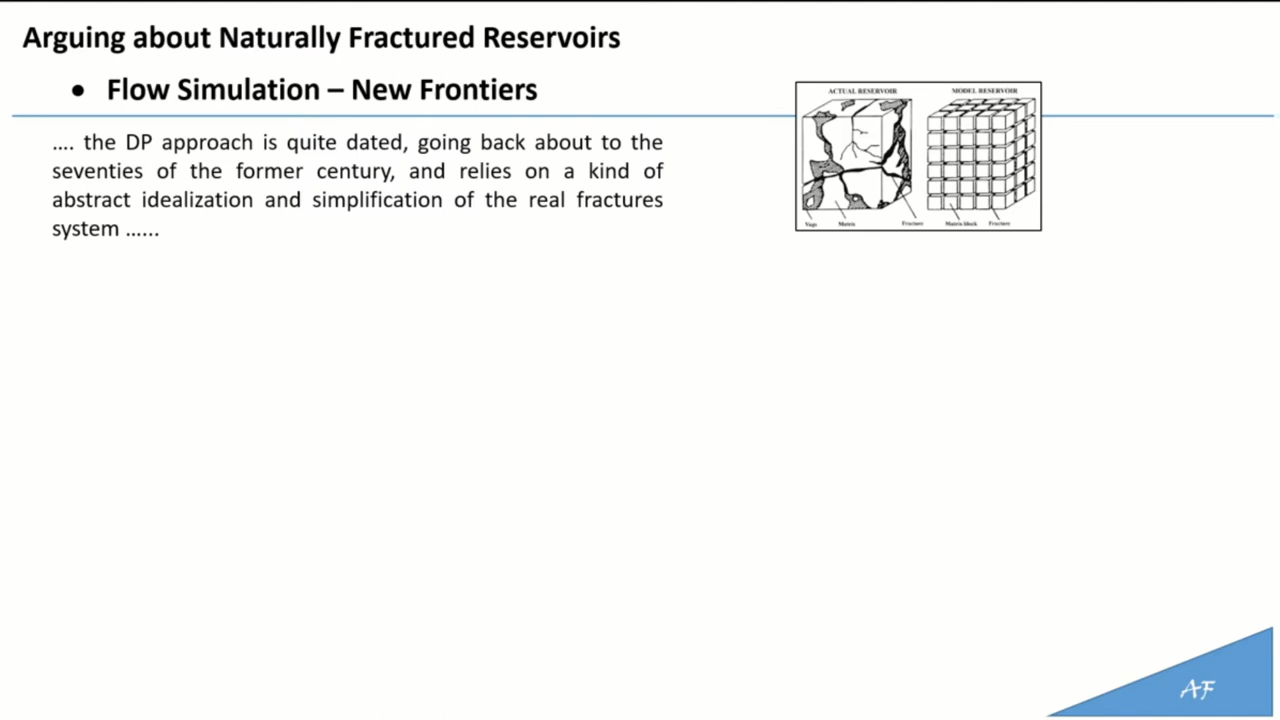 Arguing about Naturally Fractured Reservoirs
• Flow Simulation – New Frontiers
.... the DP approach is quite dated, going back about to the
seventies of the former century, and relies on a kind of
abstract idealization and simplification of the real fractures
system ......
ACTUAL RESERVOIR MODEL RESERVOIR
Vugs Matrix Fracture Matrix block Fracture
AF